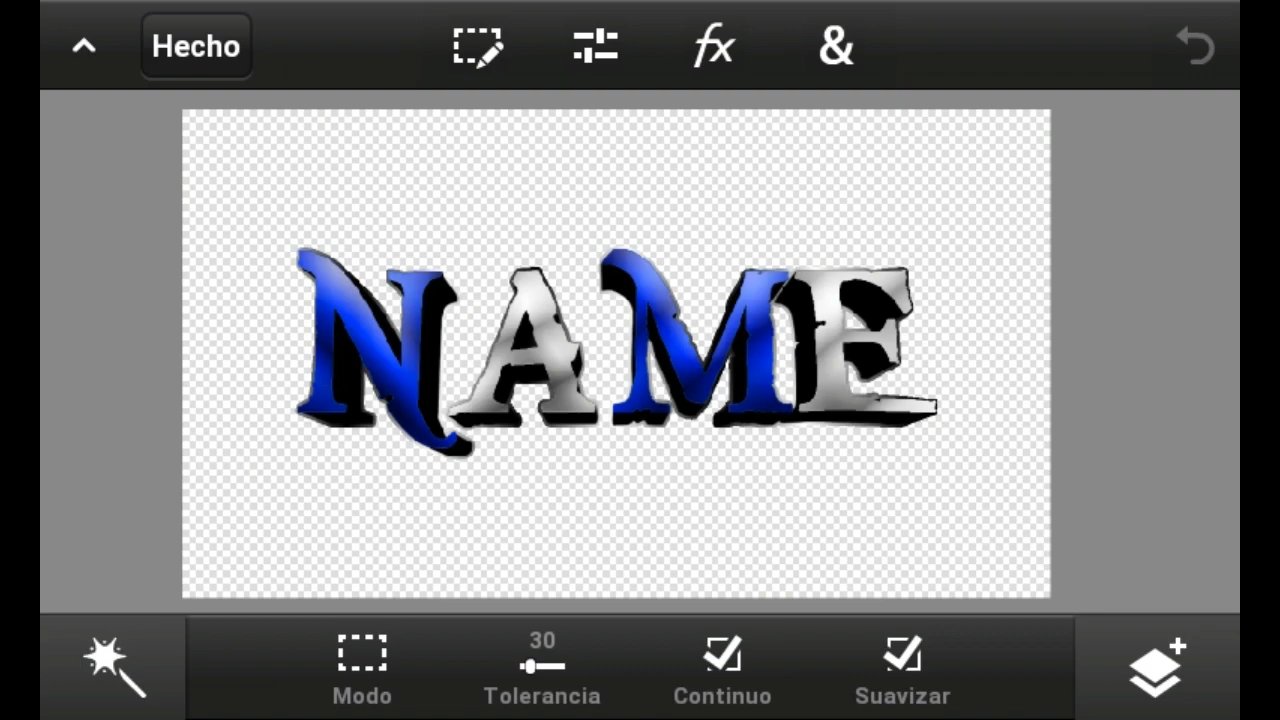 Hecho
fx
&
NAME
30
Modo
Tolerancia
Continuo
Suavizar